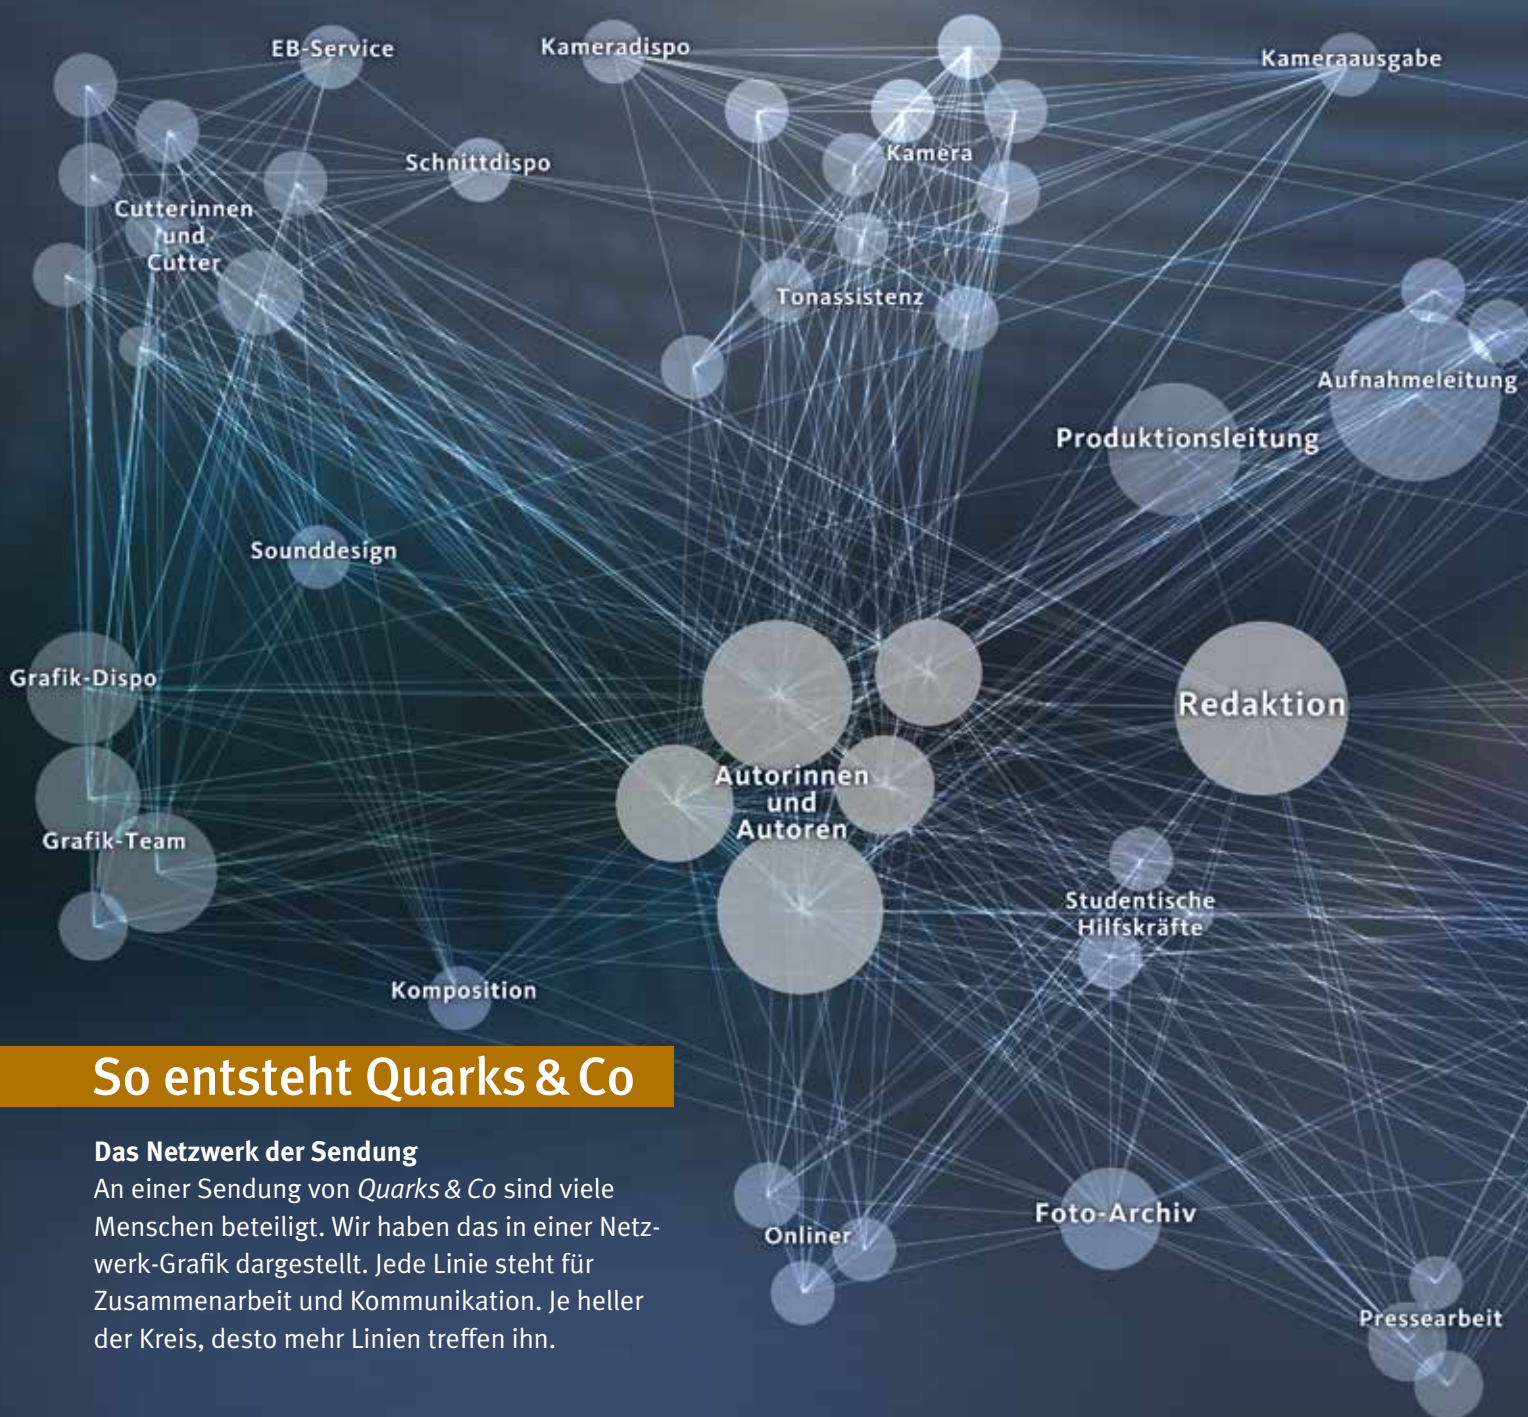 EB-Service
Kameradispo
Kameraausgabe
Schnittdispo
Kamera
Cutterinnen
und
Cutter
Tonassistenz
Aufnahmeleitung
Produktionsleitung
Sounddesign
Grafik-Dispo
Redaktion
Autorinnen
und
Autoren
Grafik-Team
Studentische
Hilfskräfte
Komposition
So entsteht Quarks & Co
Das Netzwerk der Sendung
An einer Sendung von Quarks & Co sind viele
Menschen beteiligt. Wir haben das in einer Netz-
werk-Grafik dargestellt. Jede Linie steht für
Zusammenarbeit und Kommunikation. Je heller
der Kreis, desto mehr Linien treffen ihn.
Onliner
Foto-Archiv
Pressearbeit